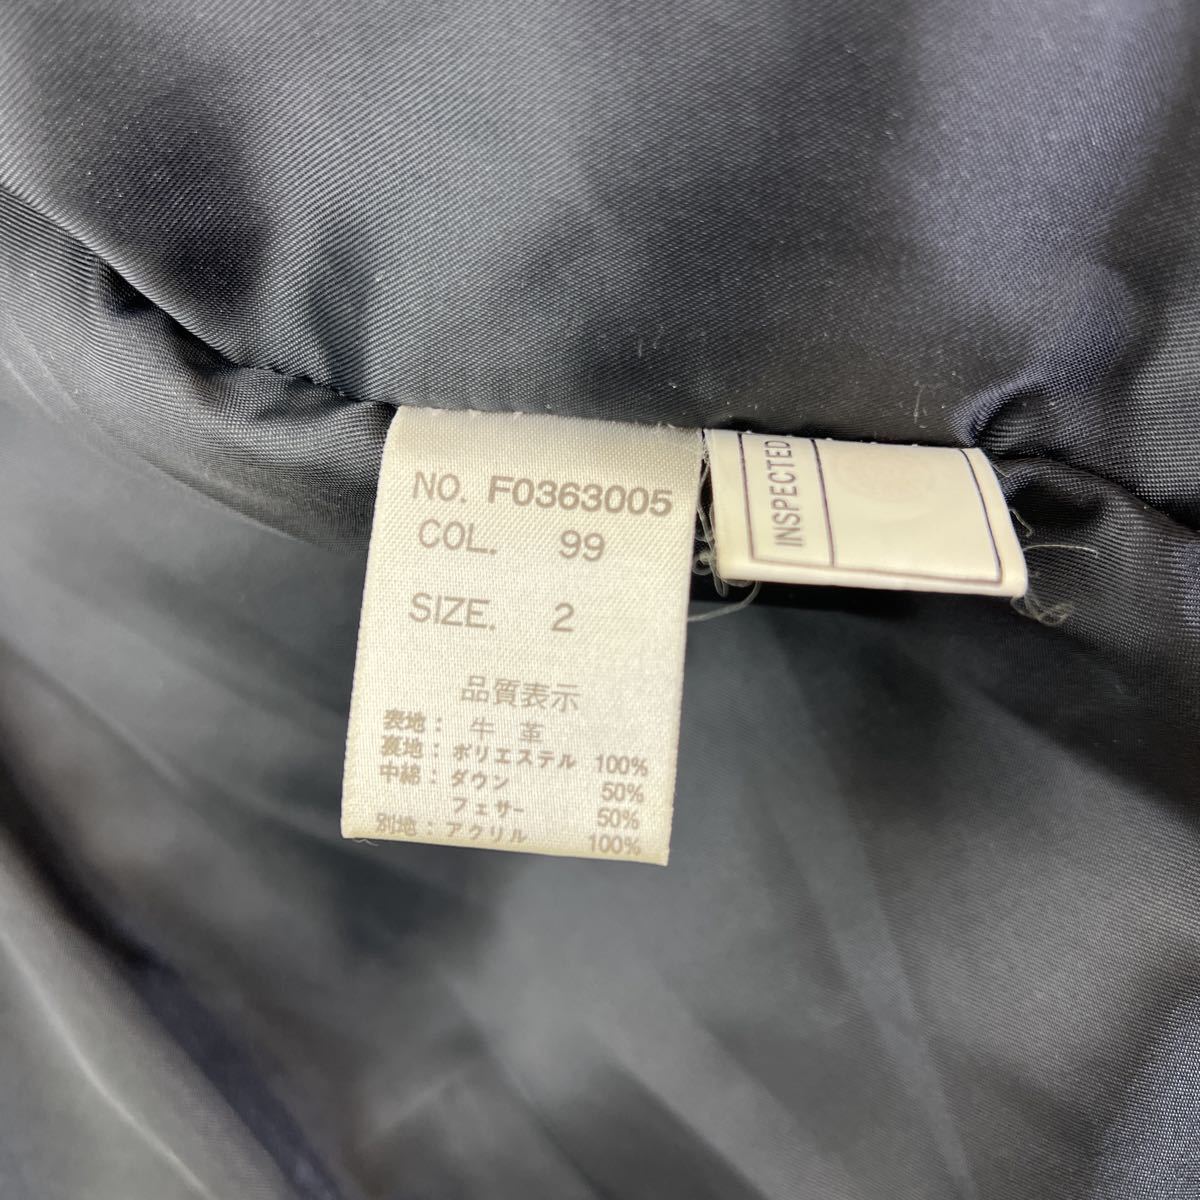 NO. F0363005
COL. 99
SIZE. 2
品質表示
表地： 牛 革
裏地：ポリエステル 100%
中綿：ダウン 50%
フェザー 50%
別地：アクリル 100%
INSPECTED